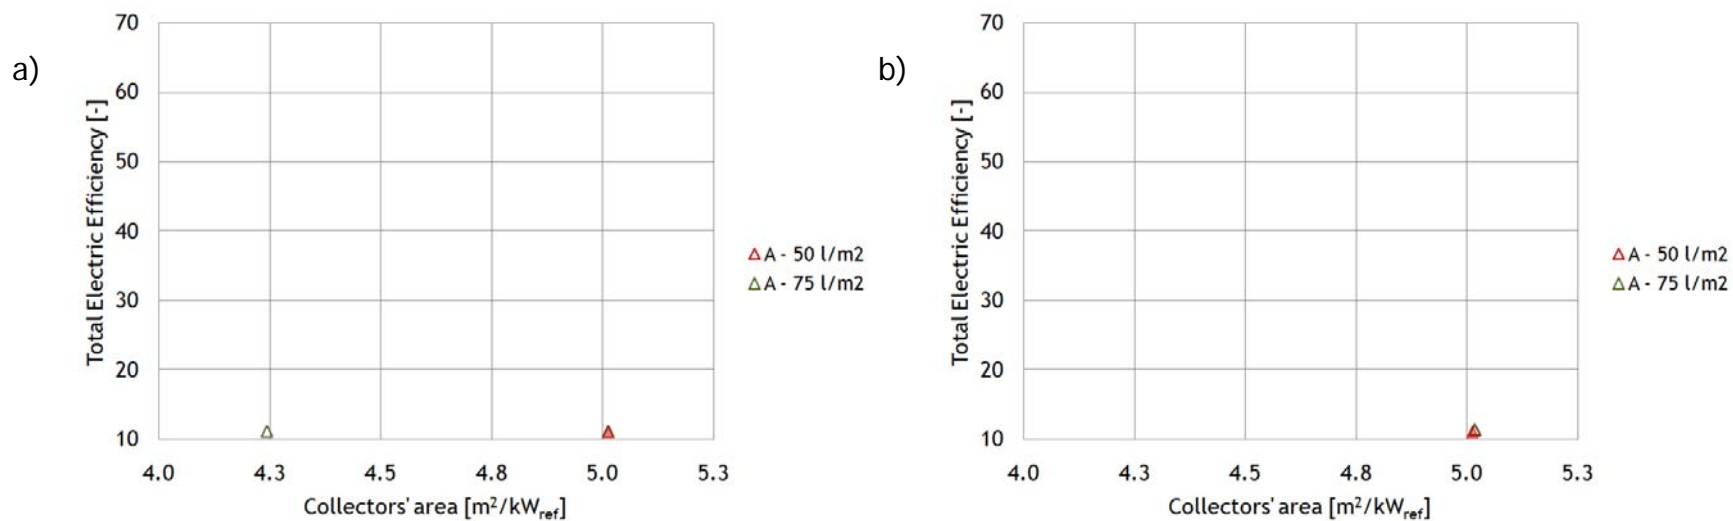 a)
Total Electric Efficiency [-]
70
60
50
40
30
20
10
4.0 4.3 4.5 4.8 5.0 5.3
Collectors' area [m²/kWref]
A - 50 l/m2
A - 75 l/m2
b)
Total Electric Efficiency [-]
70
60
50
40
30
20
10
4.0 4.3 4.5 4.8 5.0 5.3
Collectors' area [m²/kWref]
A - 50 l/m2
A - 75 l/m2